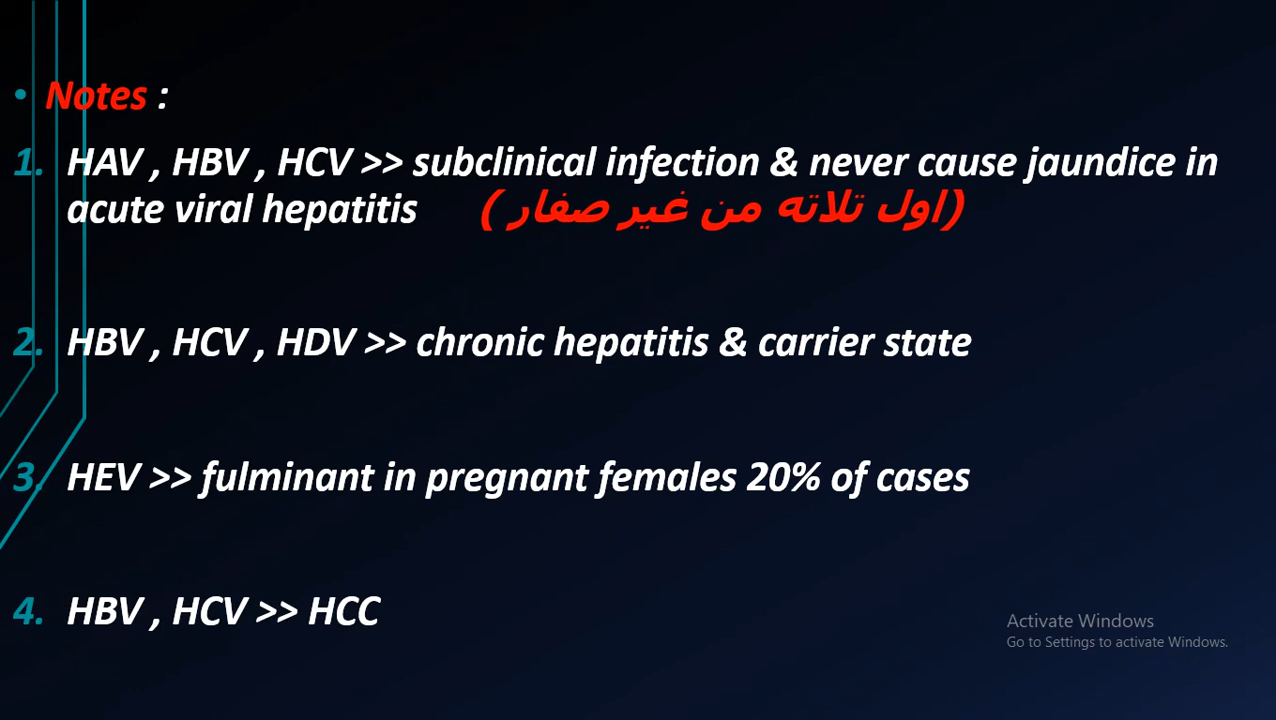 • Notes :
1. HAV , HBV , HCV >> subclinical infection & never cause jaundice in
acute viral hepatitis (اول تلاته من غير صفار )
2. HBV , HCV , HDV >> chronic hepatitis & carrier state
3. HEV >> fulminant in pregnant females 20% of cases
4. HBV , HCV >> HCC
Activate Windows
Go to Settings to activate Windows.